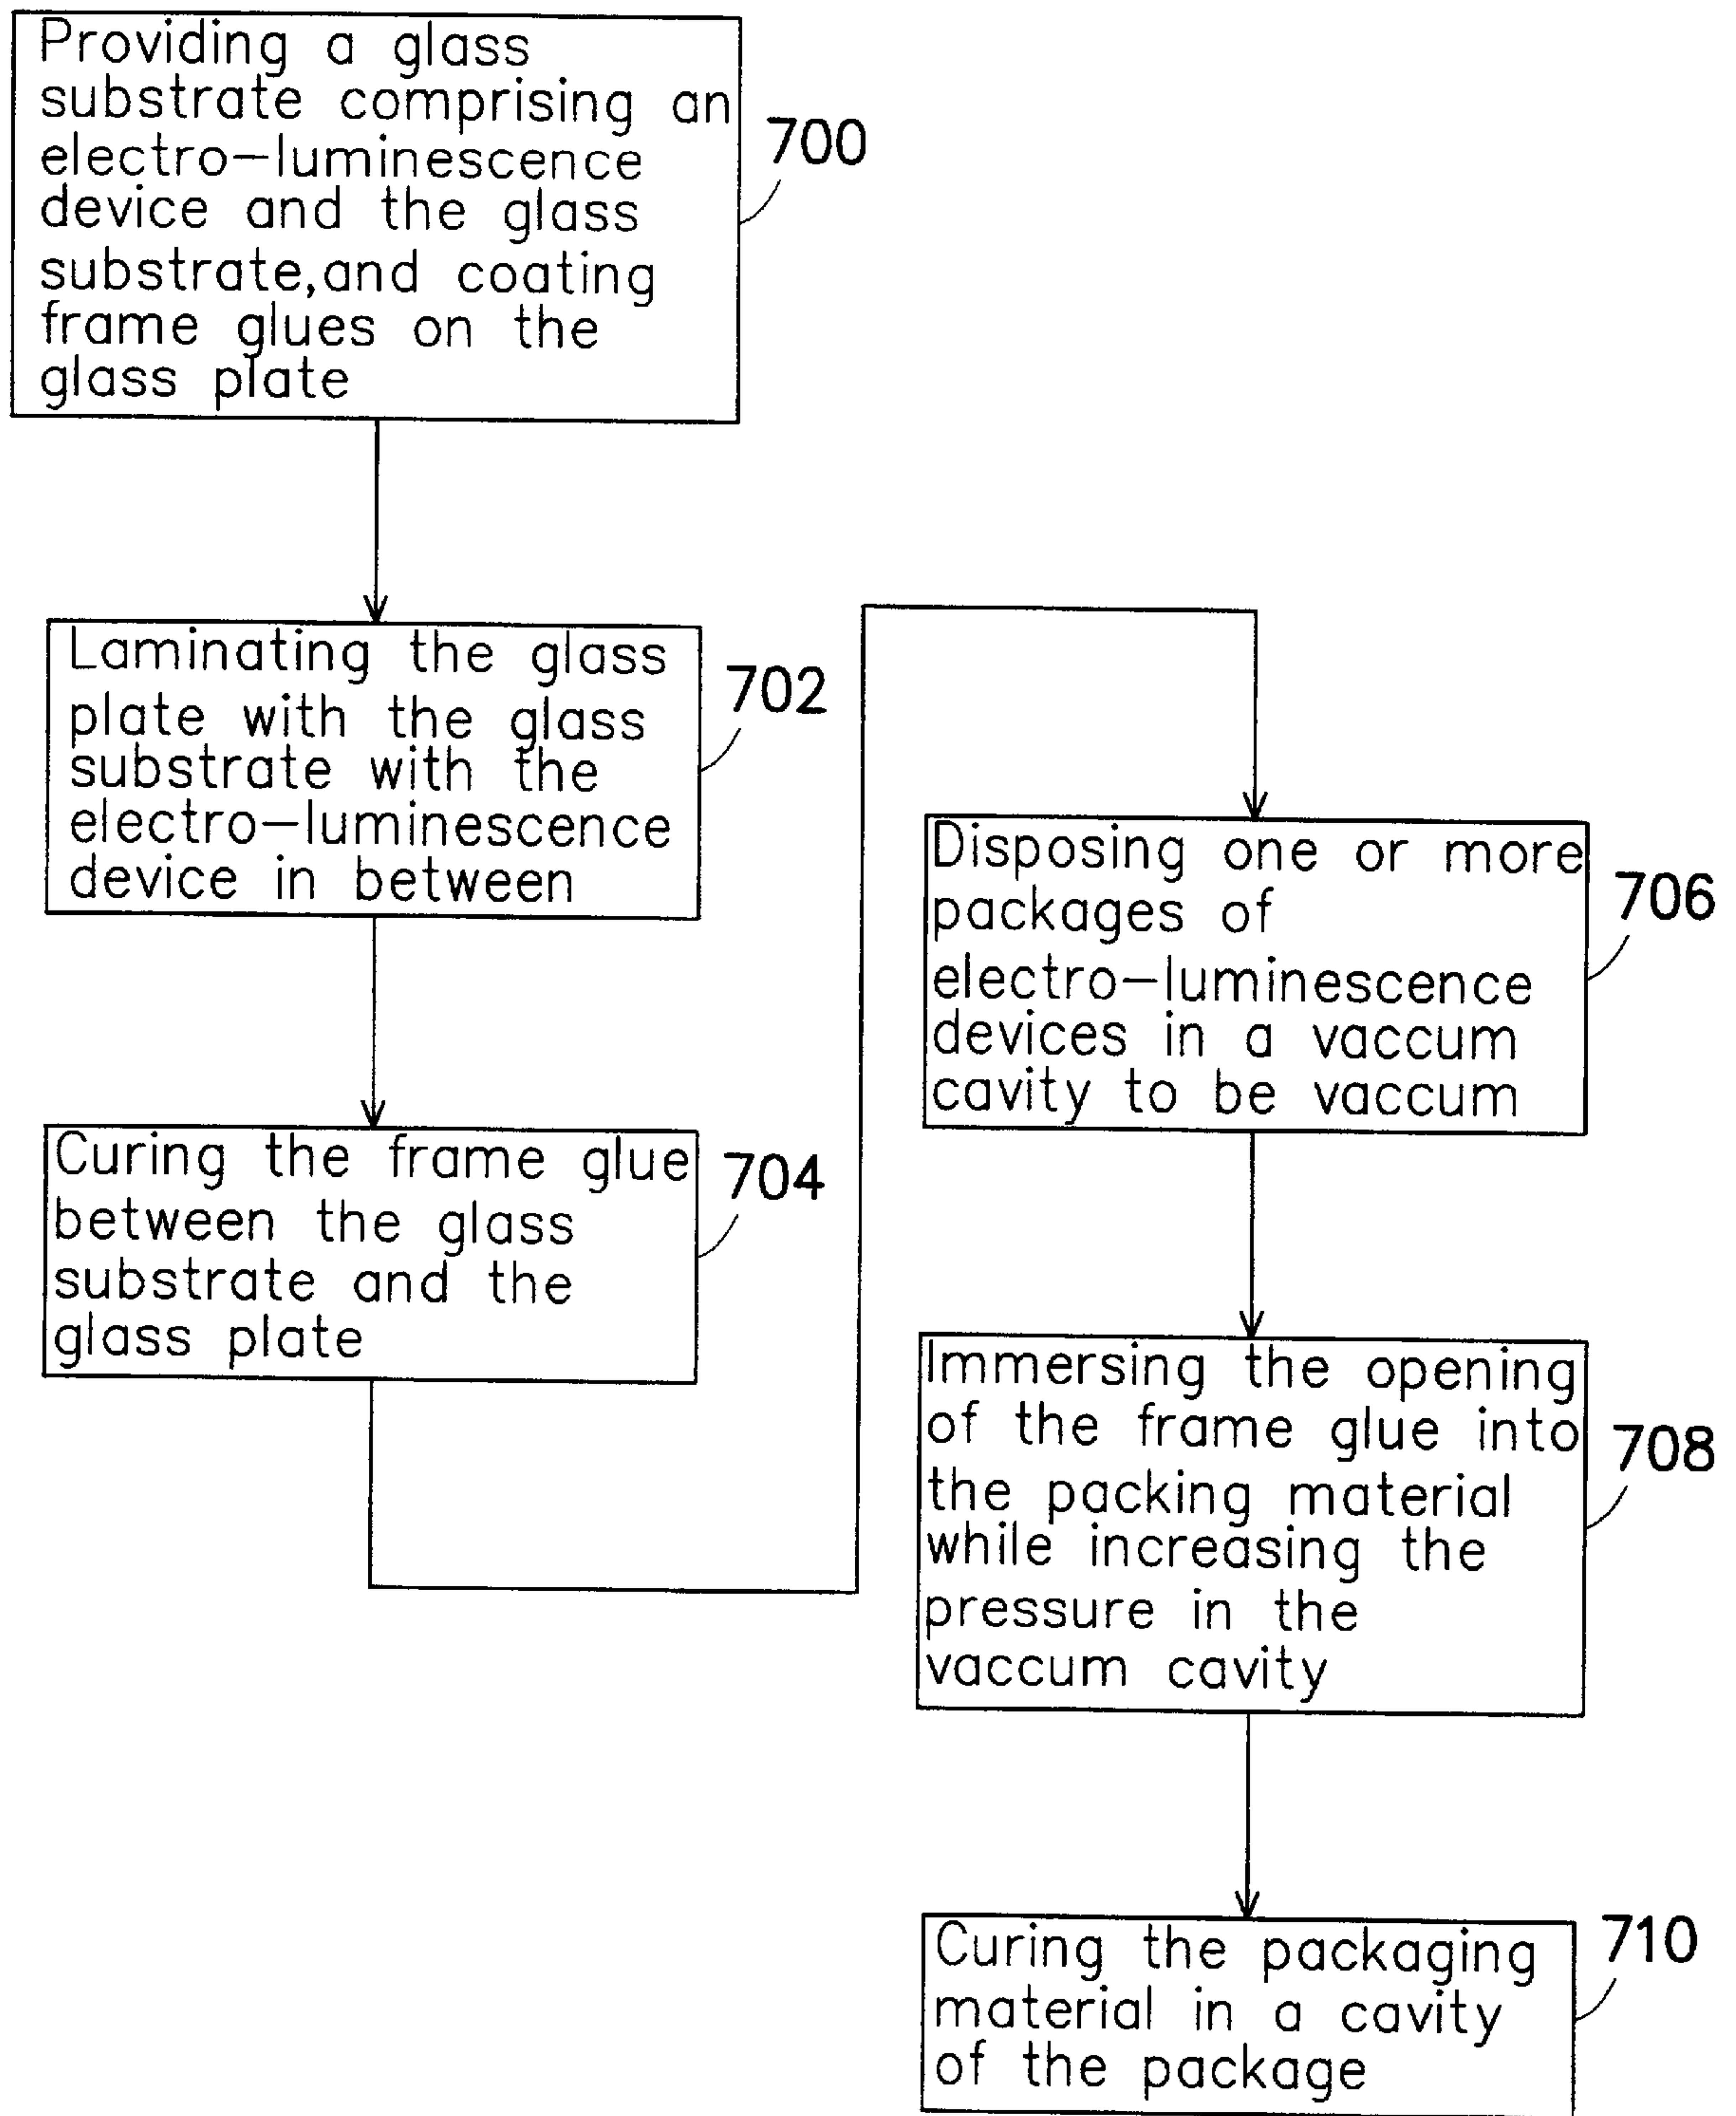 Providing a glass
substrate comprising an
electro-luminescence
device and the glass
substrate,and coating
frame glues on the
glass plate
700
Laminating the glass
plate with the glass
substrate with the
electro-luminescence
device in between
702
Curing the frame glue
between the glass
substrate and the
glass plate
704
Disposing one or more
packages of
electro-luminescence
devices in a vaccum
cavity to be vaccum
706
Immersing the opening
of the frame glue into
the packing material
while increasing the
pressure in the
vaccum cavity
708
Curing the packaging
material in a cavity
of the package
710